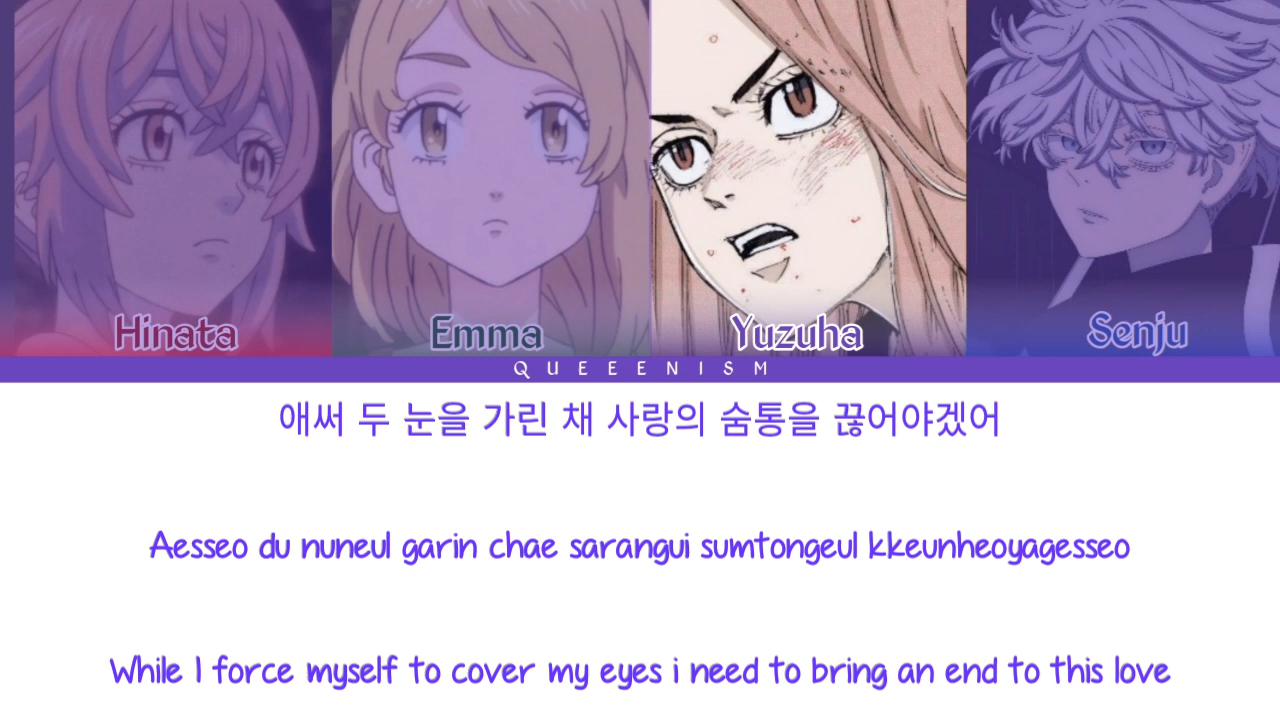 Hinata Emma Yuzuha Senju
QUEEENISM
애써 두 눈을 가린 채 사랑의 숨통을 끊어야겠어
Aesseo du nuneul garin chae sarangui sumtongeul kkeunheoyagesseo
While I force myself to cover my eyes i need to bring an end to this love